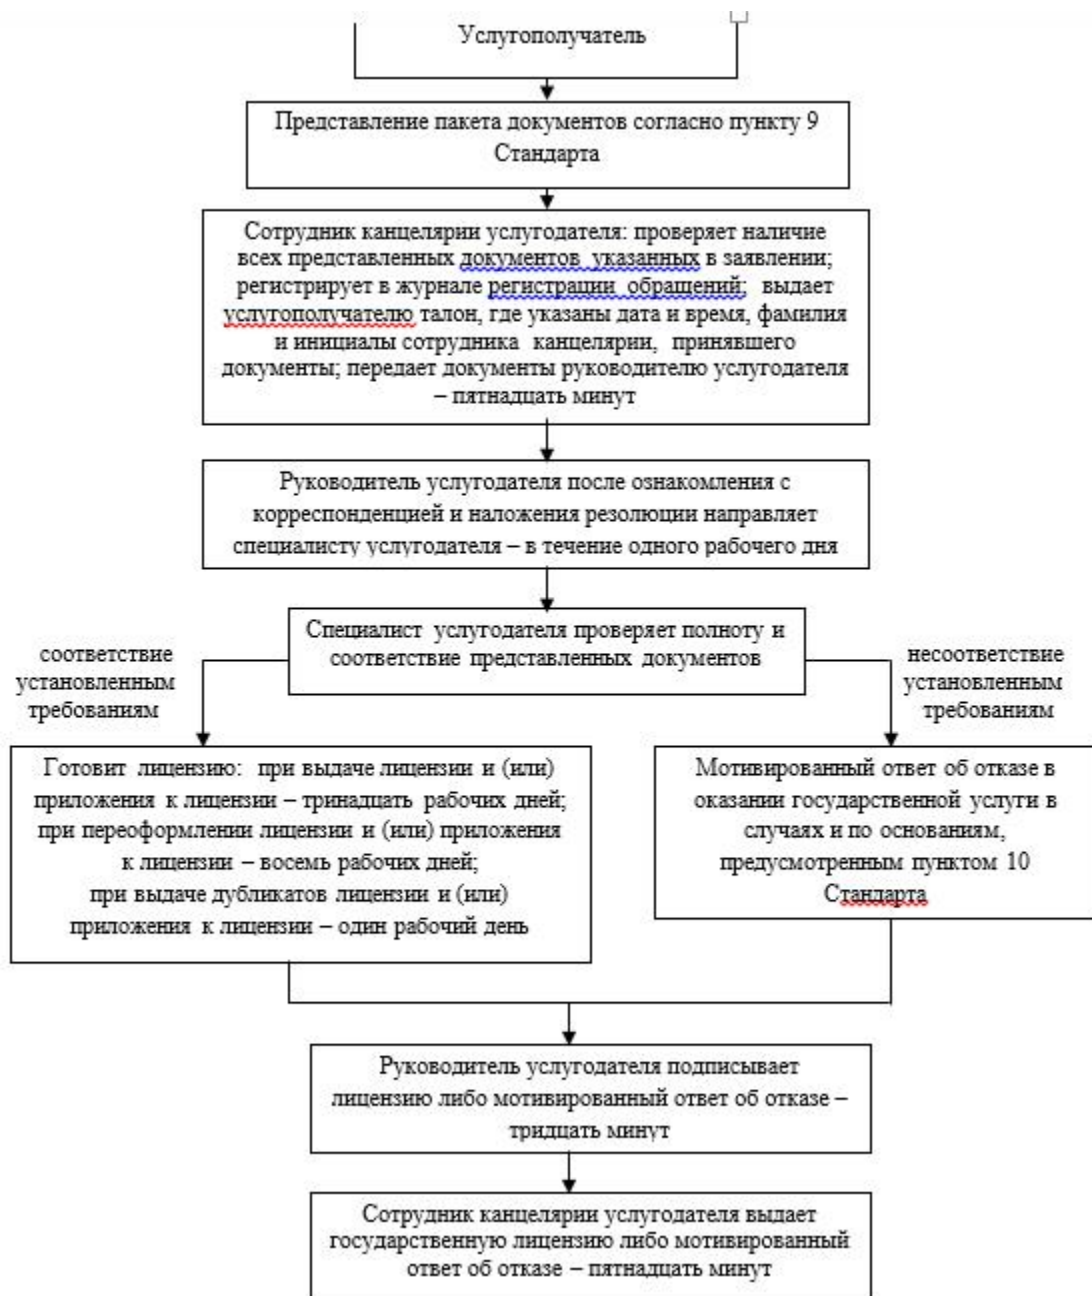 Услугополучатель
Представление пакета документов согласно пункту 9
Стандарта
Сотрудник канцелярии услугодателя: проверяет наличие
всех представленных документов указанных в заявлении;
регистрирует в журнале регистрации обращений; выдает
услугополучателю талон, где указаны дата и время, фамилия
и инициалы сотрудника канцелярии, принявшего
документы; передает документы руководителю услугодателя
– пятнадцать минут
Руководитель услугодателя после ознакомления с
корреспонденцией и наложения резолюции направляет
специалисту услугодателя – в течение одного рабочего дня
Специалист услугодателя проверяет полноту и
соответствие представленных документов
соответствие
установленным
требованиям
несоответствие
установленным
требованиям
Готовит лицензию: при выдаче лицензии и (или)
приложения к лицензии – тринадцать рабочих дней;
при переоформлении лицензии и (или) приложения
к лицензии – восемь рабочих дней;
при выдаче дубликатов лицензии и (или)
приложения к лицензии – один рабочий день
Мотивированный ответ об отказе в
оказании государственной услуги в
случаях и по основаниям,
предусмотренным пунктом 10
Стандарта
Руководитель услугодателя подписывает
лицензию либо мотивированный ответ об отказе –
тридцать минут
Сотрудник канцелярии услугодателя выдает
государственную лицензию либо мотивированный
ответ об отказе – пятнадцать минут